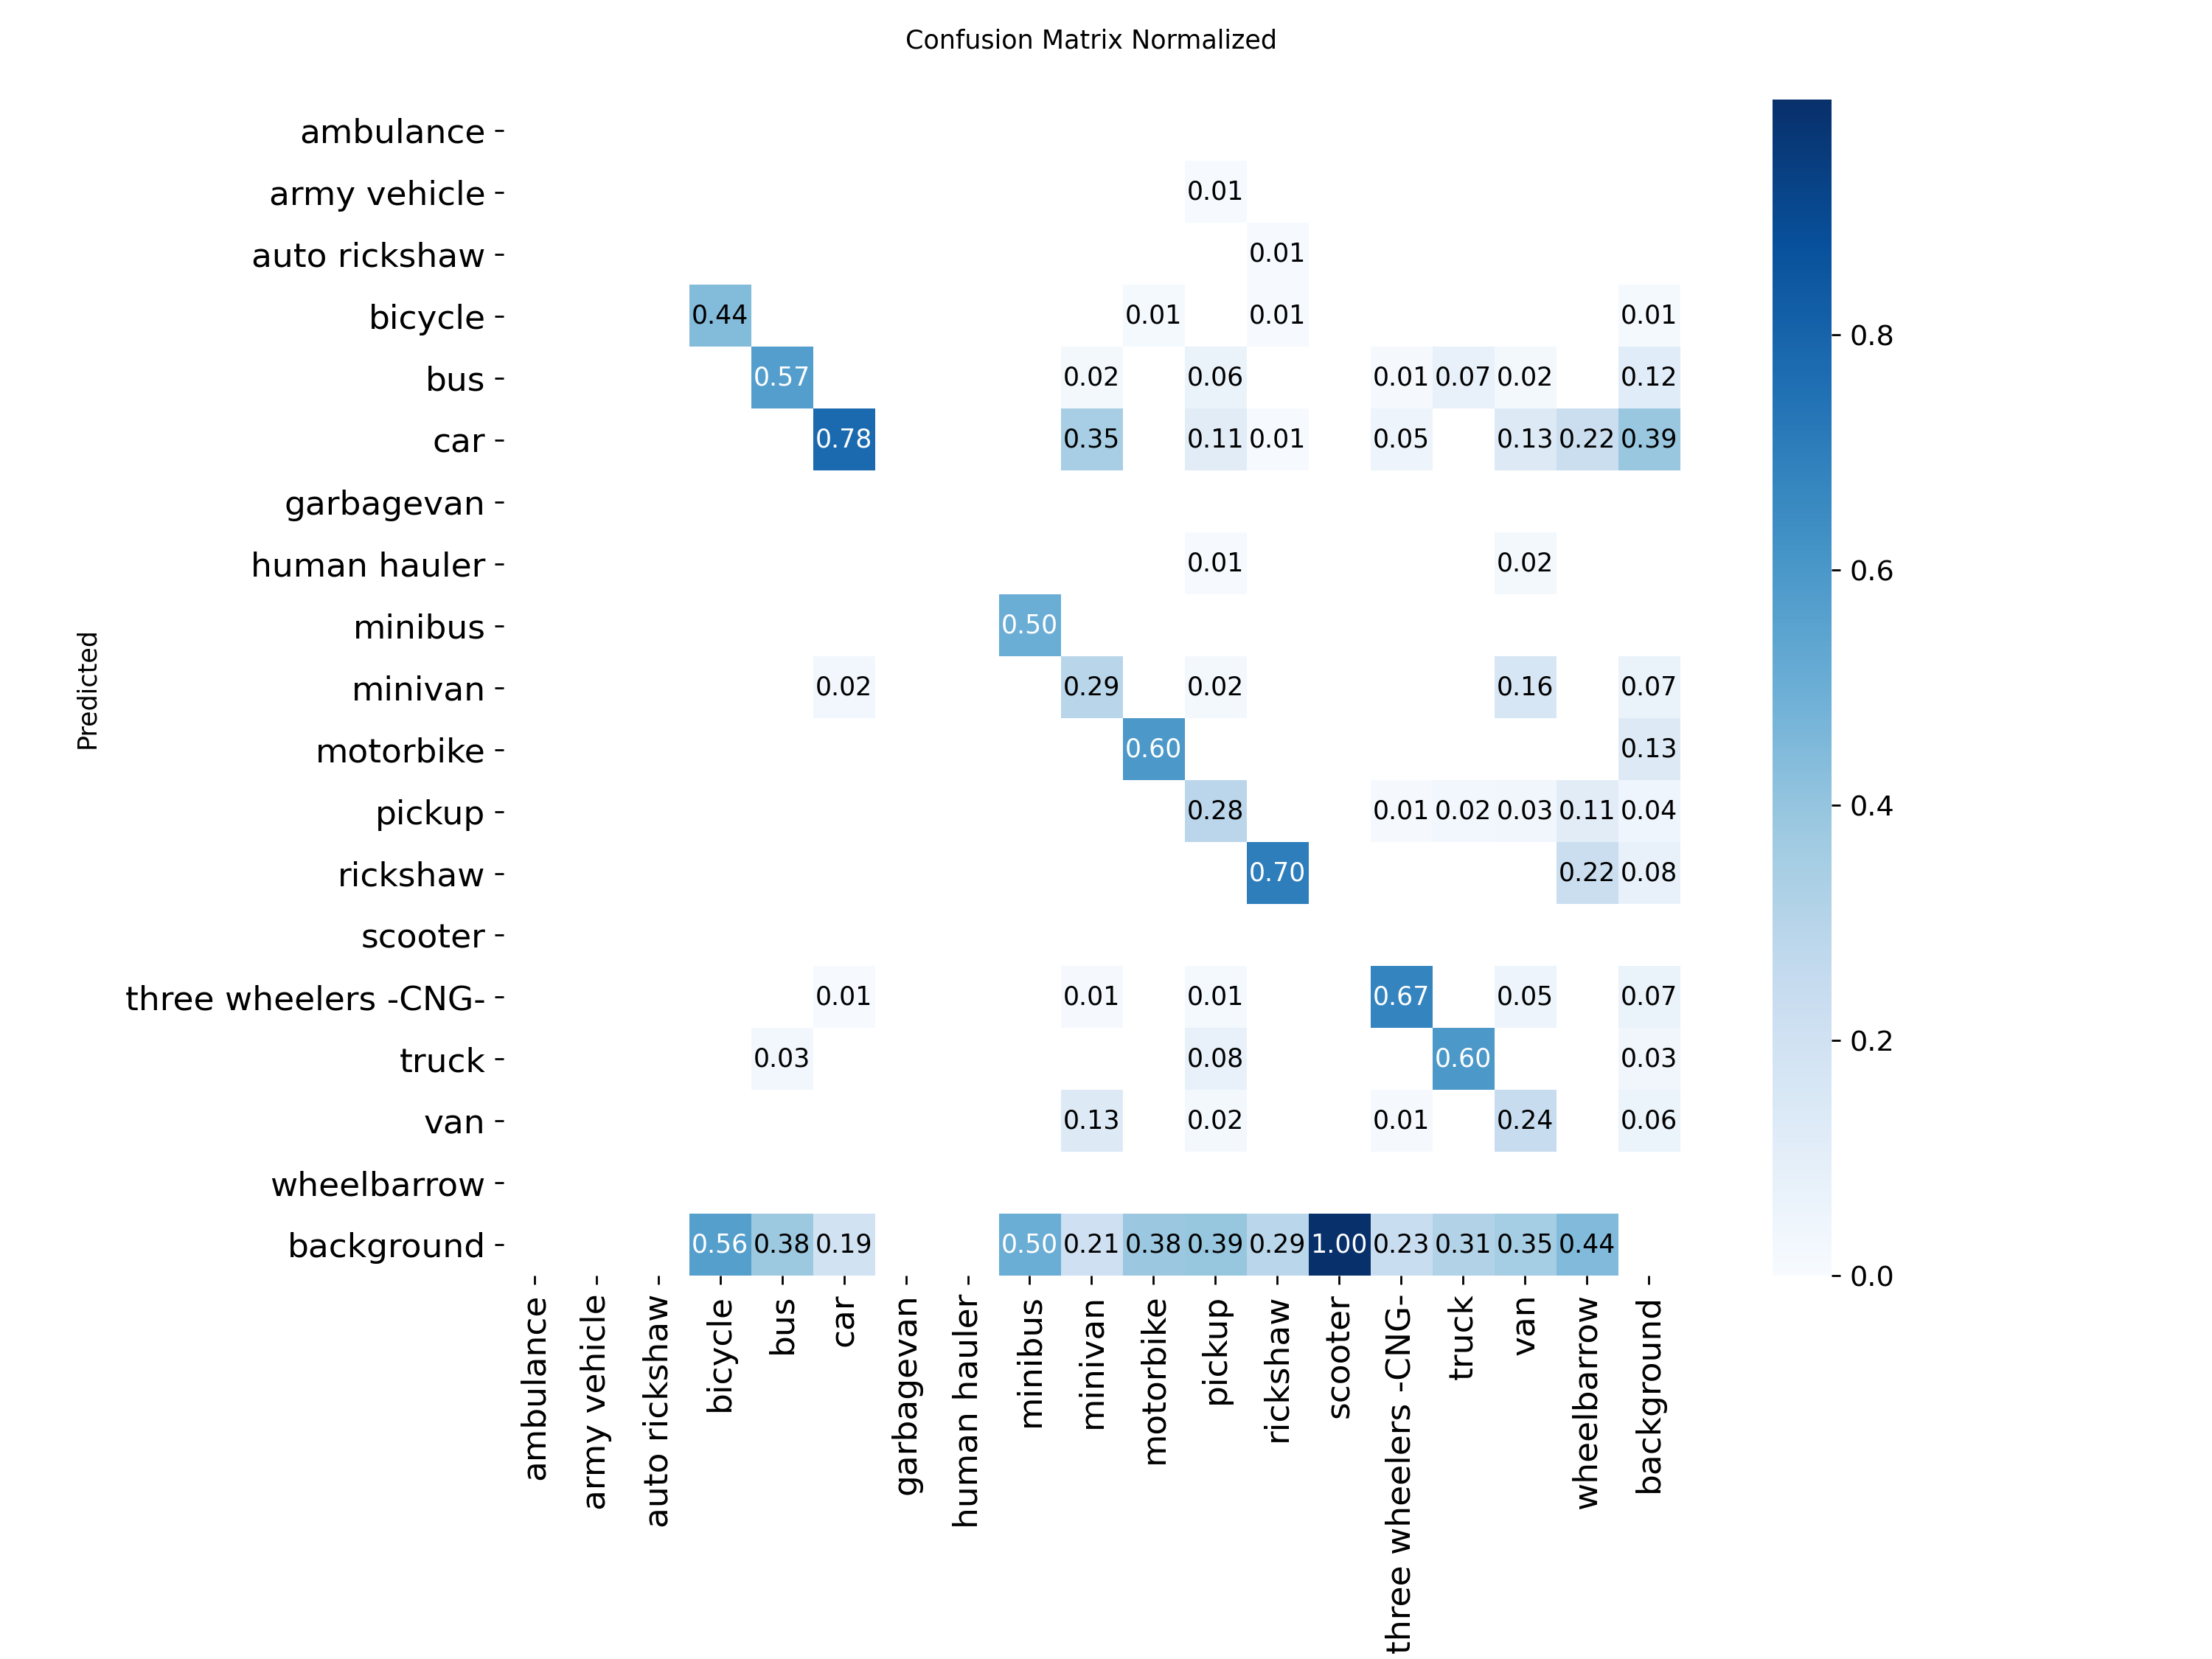 Confusion Matrix Normalized
ambulance
army vehicle 0.01
auto rickshaw 0.01
bicycle 0.44 0.01 0.01 0.01
bus 0.57 0.02 0.06 0.01 0.07 0.02 0.12
car 0.78 0.35 0.11 0.01 0.05 0.13 0.22 0.39
garbagevan
human hauler 0.01 0.02
minibus 0.50
minivan 0.02 0.29 0.02 0.16 0.07
motorbike 0.60 0.13
pickup 0.28 0.01 0.02 0.03 0.11 0.04
rickshaw 0.70 0.22 0.08
scooter
three wheelers -CNG- 0.01 0.01 0.01 0.67 0.05 0.07
truck 0.03 0.08 0.60 0.03
van 0.13 0.02 0.01 0.24 0.06
wheelbarrow
background 0.56 0.38 0.19 0.50 0.21 0.38 0.39 0.29 1.00 0.23 0.31 0.35 0.44
Predicted
ambulance
army vehicle
auto rickshaw
bicycle
bus
car
garbagevan
human hauler
minibus
minivan
motorbike
pickup
rickshaw
scooter
three wheelers -CNG-
truck
van
wheelbarrow
background
0.8
0.6
0.4
0.2
0.0